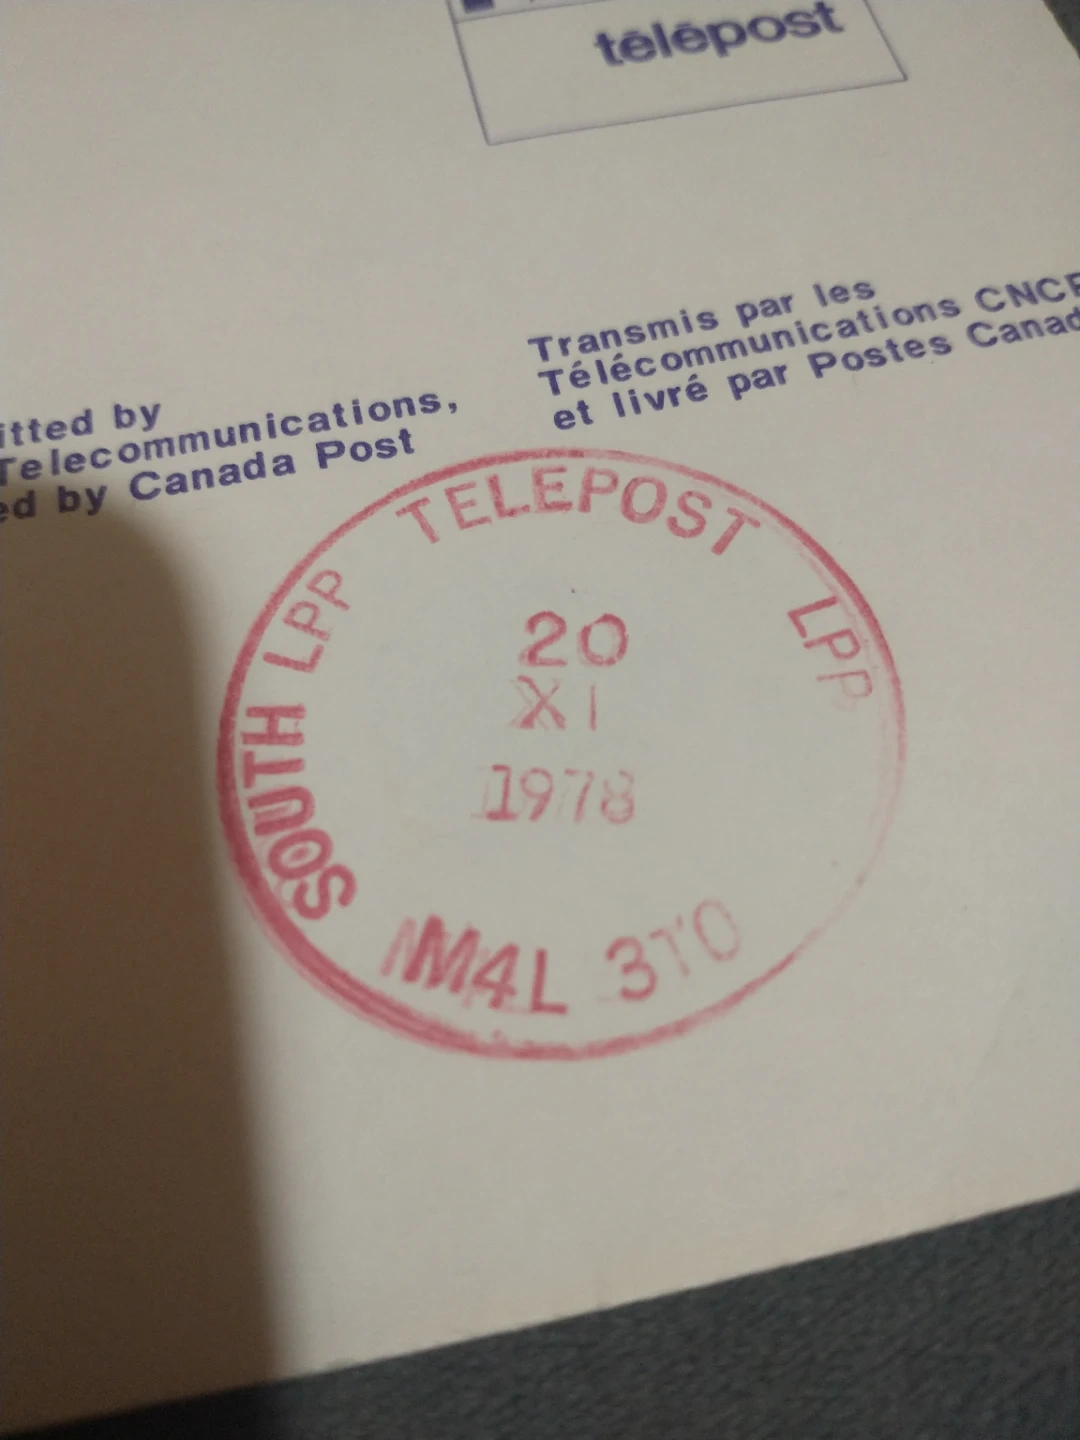 télépost
Transmis par les
Télécommunications CNCP
et livré par Postes Canad
itted by
Telecommunications,
ed by Canada Post
SOUTH LPP TELEPOST LPP
20
XI
1978
M4L 3T0